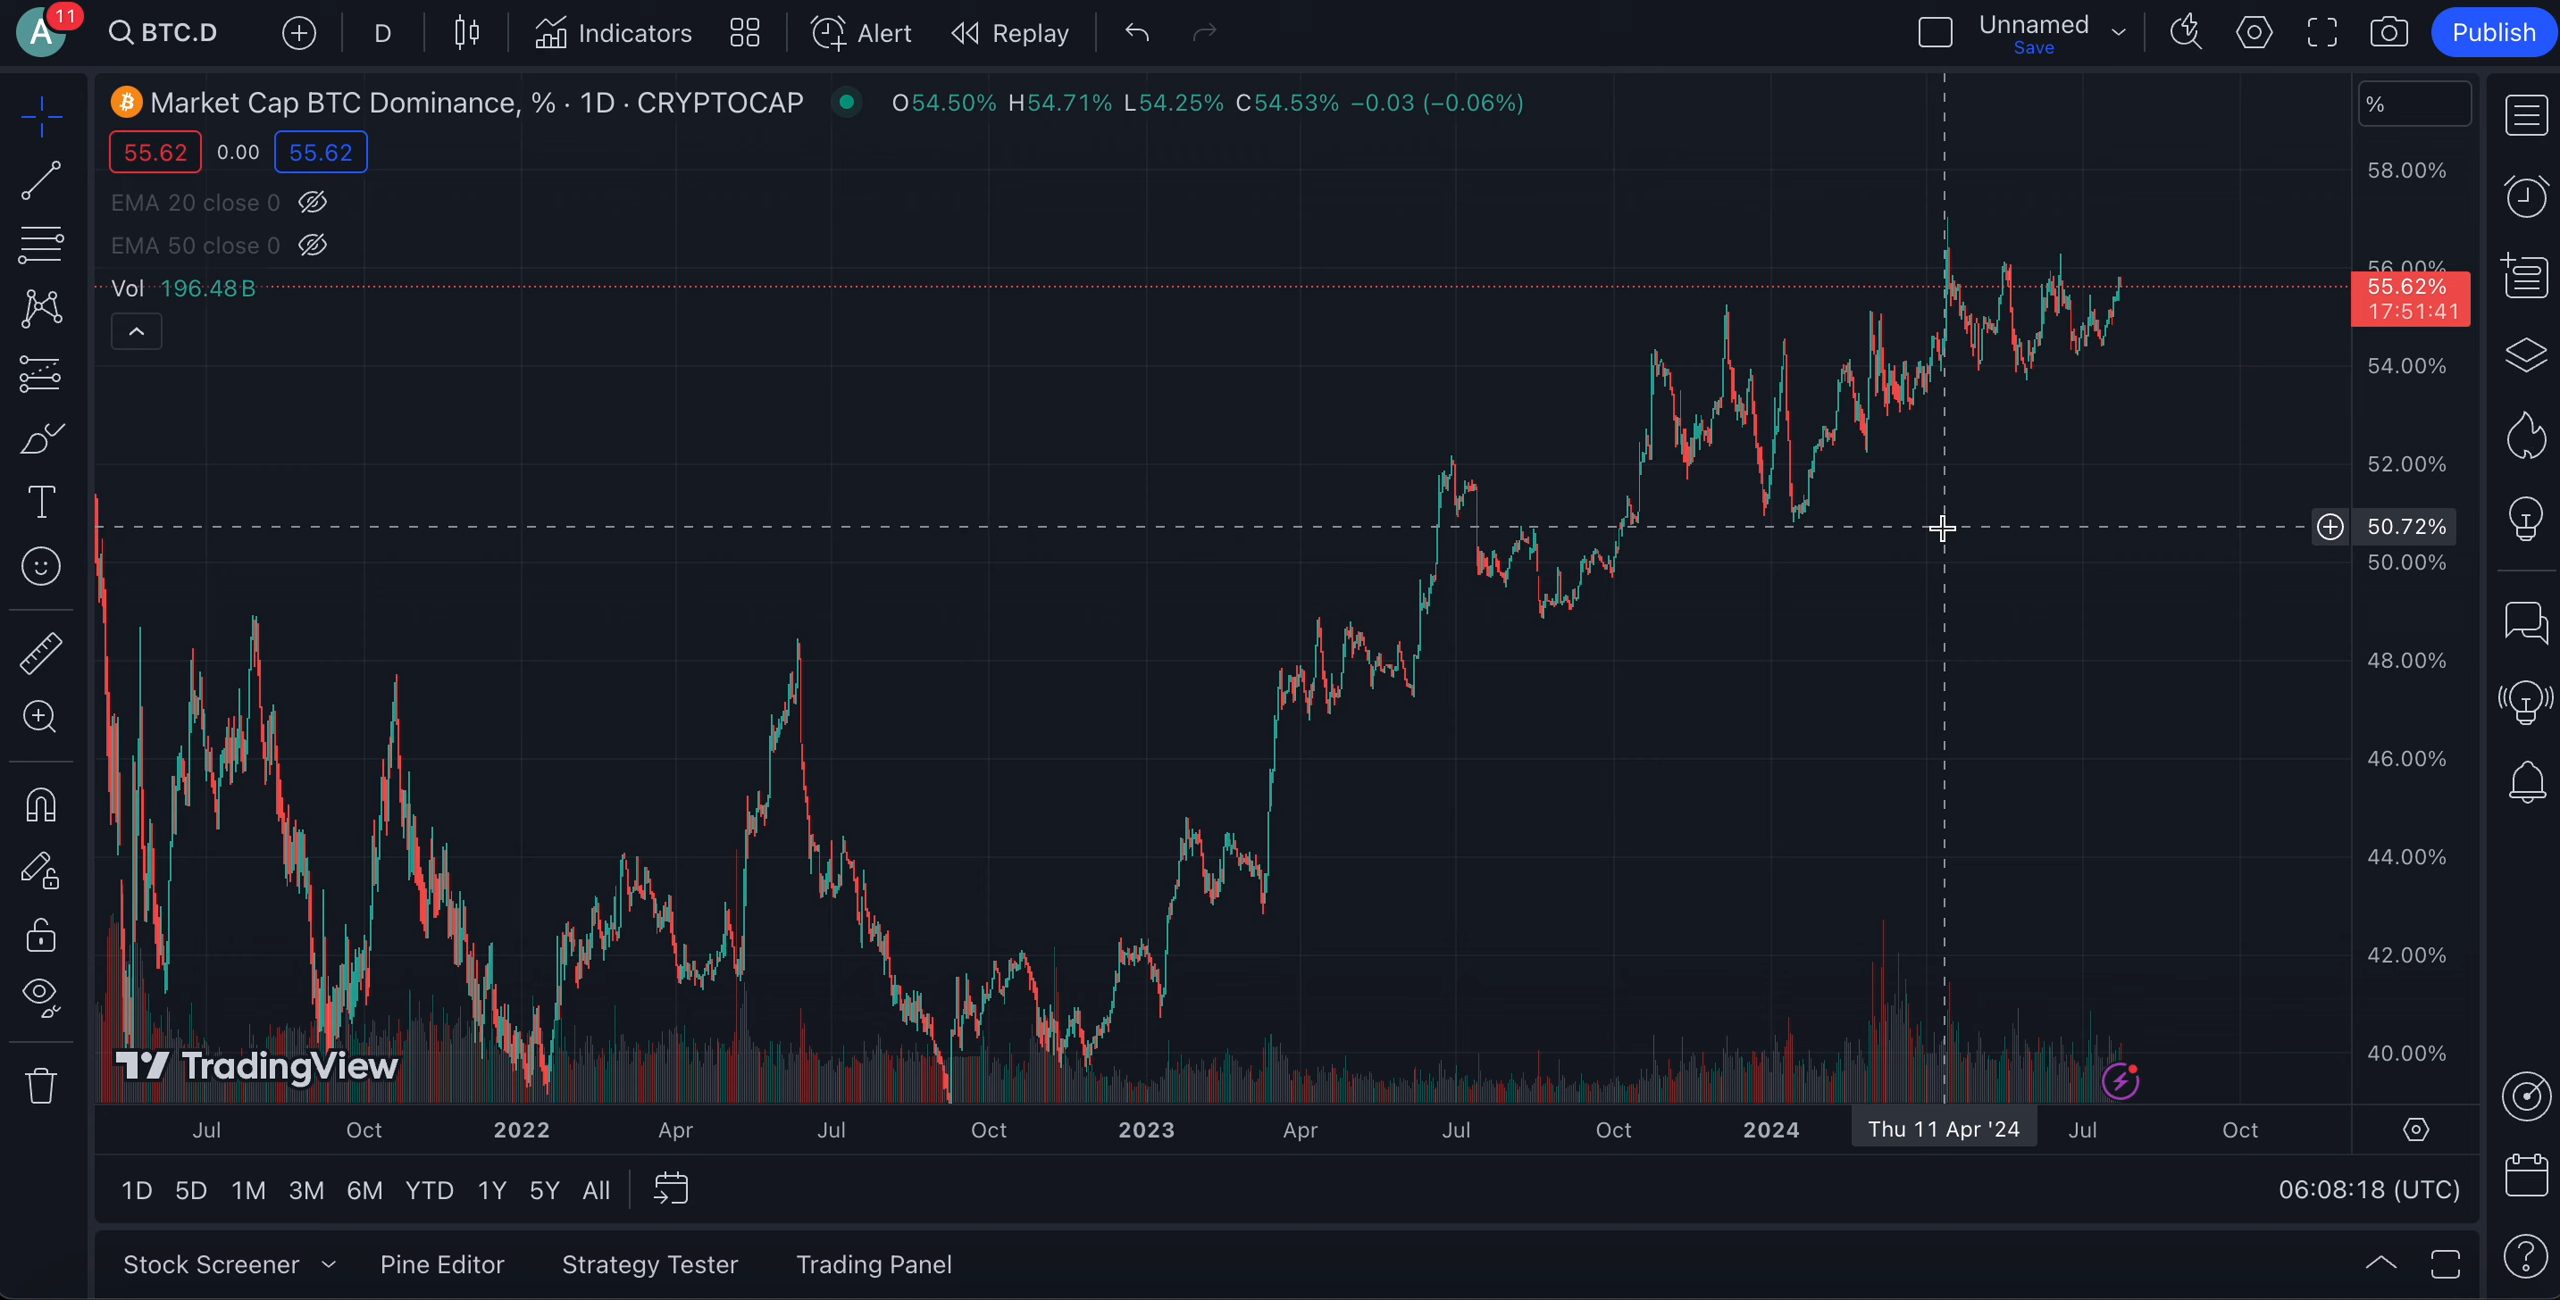 A 11 BTC.D D Indicators Alert Replay Unnamed Save Publish
Market Cap BTC Dominance, % · 1D · CRYPTOCAP O54.50% H54.71% L54.25% C54.53% −0.03 (−0.06%)
%
55.62 0.00 55.62
EMA 20 close 0
EMA 50 close 0
Vol 196.48B
58.00%
56.00%
55.62%
17:51:41
54.00%
52.00%
50.72%
50.00%
48.00%
46.00%
44.00%
42.00%
40.00%
TradingView
Jul Oct 2022 Apr Jul Oct 2023 Apr Jul Oct 2024 Thu 11 Apr '24 Jul Oct
1D 5D 1M 3M 6M YTD 1Y 5Y All 06:08:18 (UTC)
Stock Screener Pine Editor Strategy Tester Trading Panel